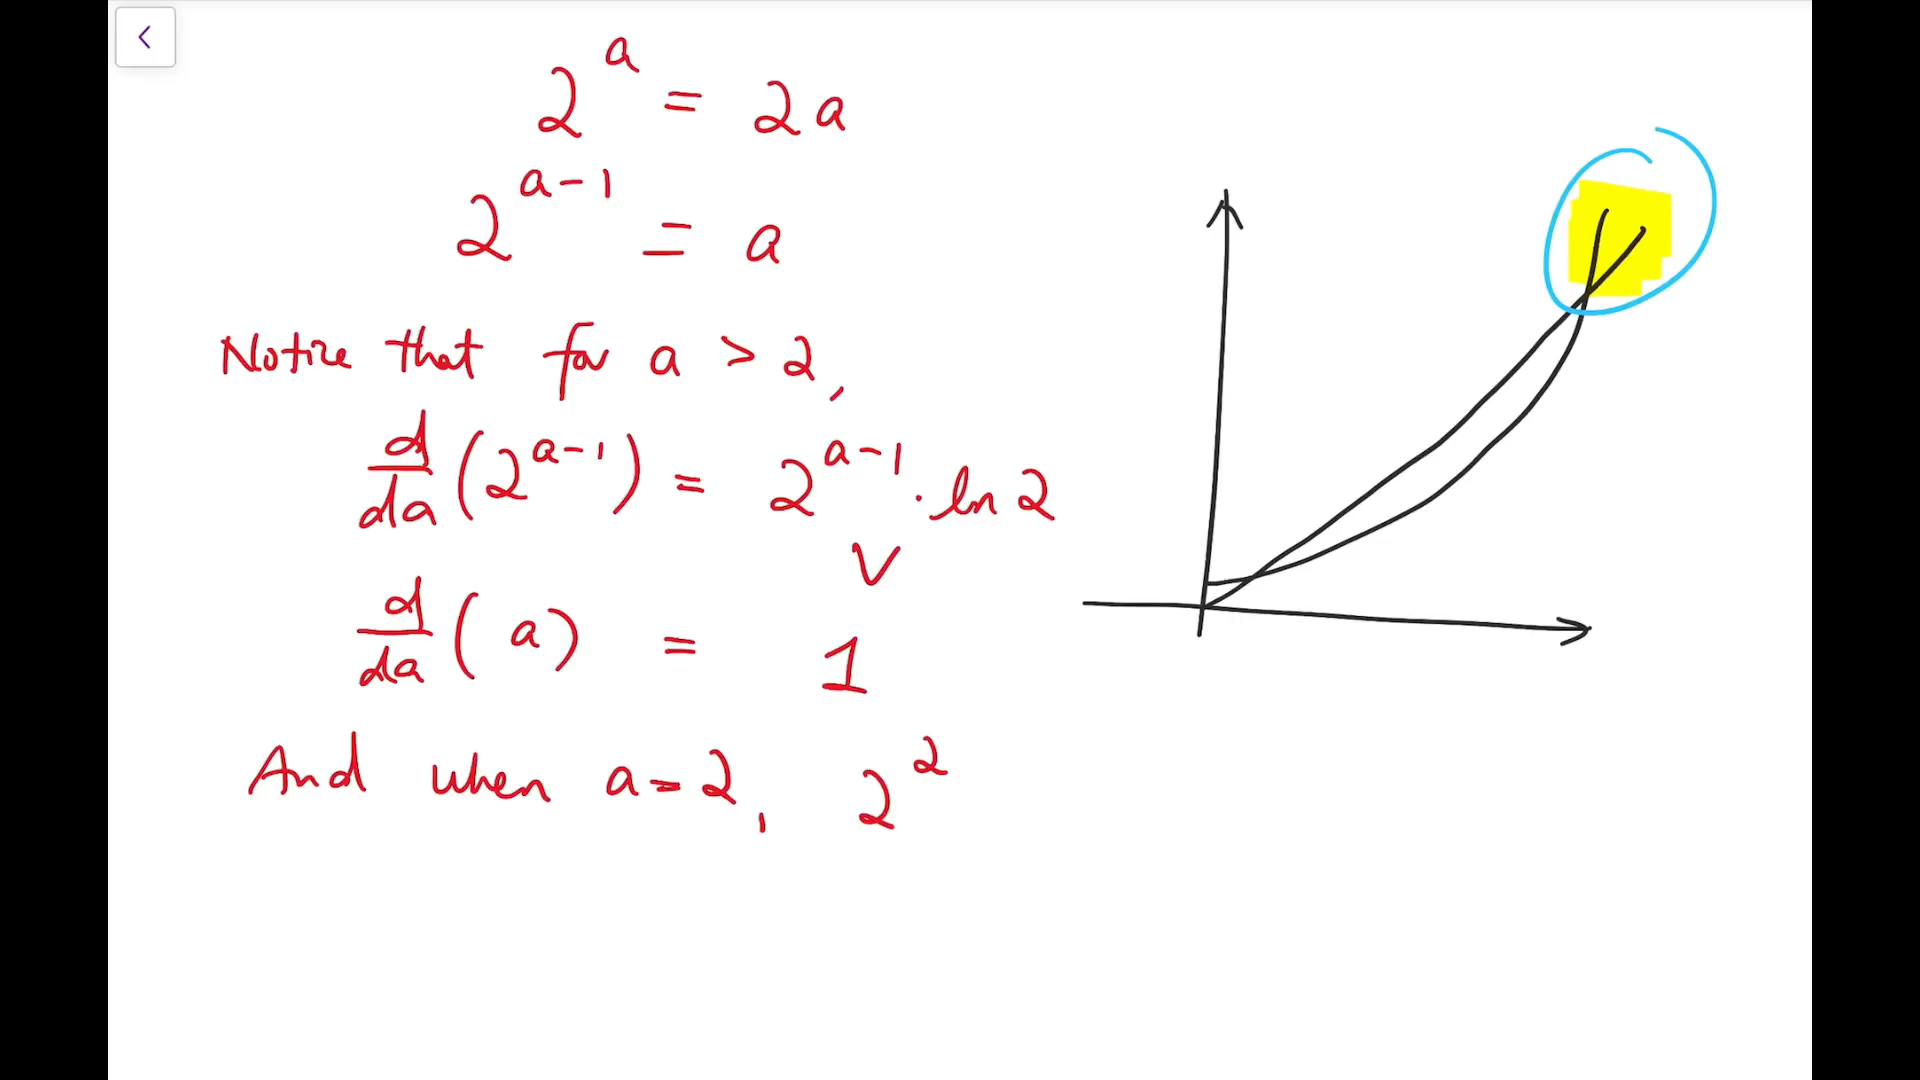 2^a = 2a
2^{a-1} = a
Notice that for a > 2,
d/da (2^{a-1}) = 2^{a-1} · ln 2
∨
d/da (a) = 1
And when a = 2, 2^2